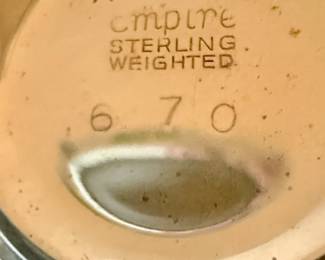 empire
STERLING
WEIGHTED
6 7 0